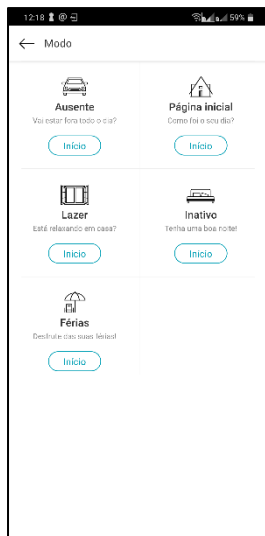 12:18 59%
Modo
Ausente
Vai estar fora todo o dia?
Início
Página inicial
Como foi o seu dia?
Início
Lazer
Está relaxando em casa?
Início
Inativo
Tenha uma boa noite!
Início
Férias
Desfrute das suas férias!
Início